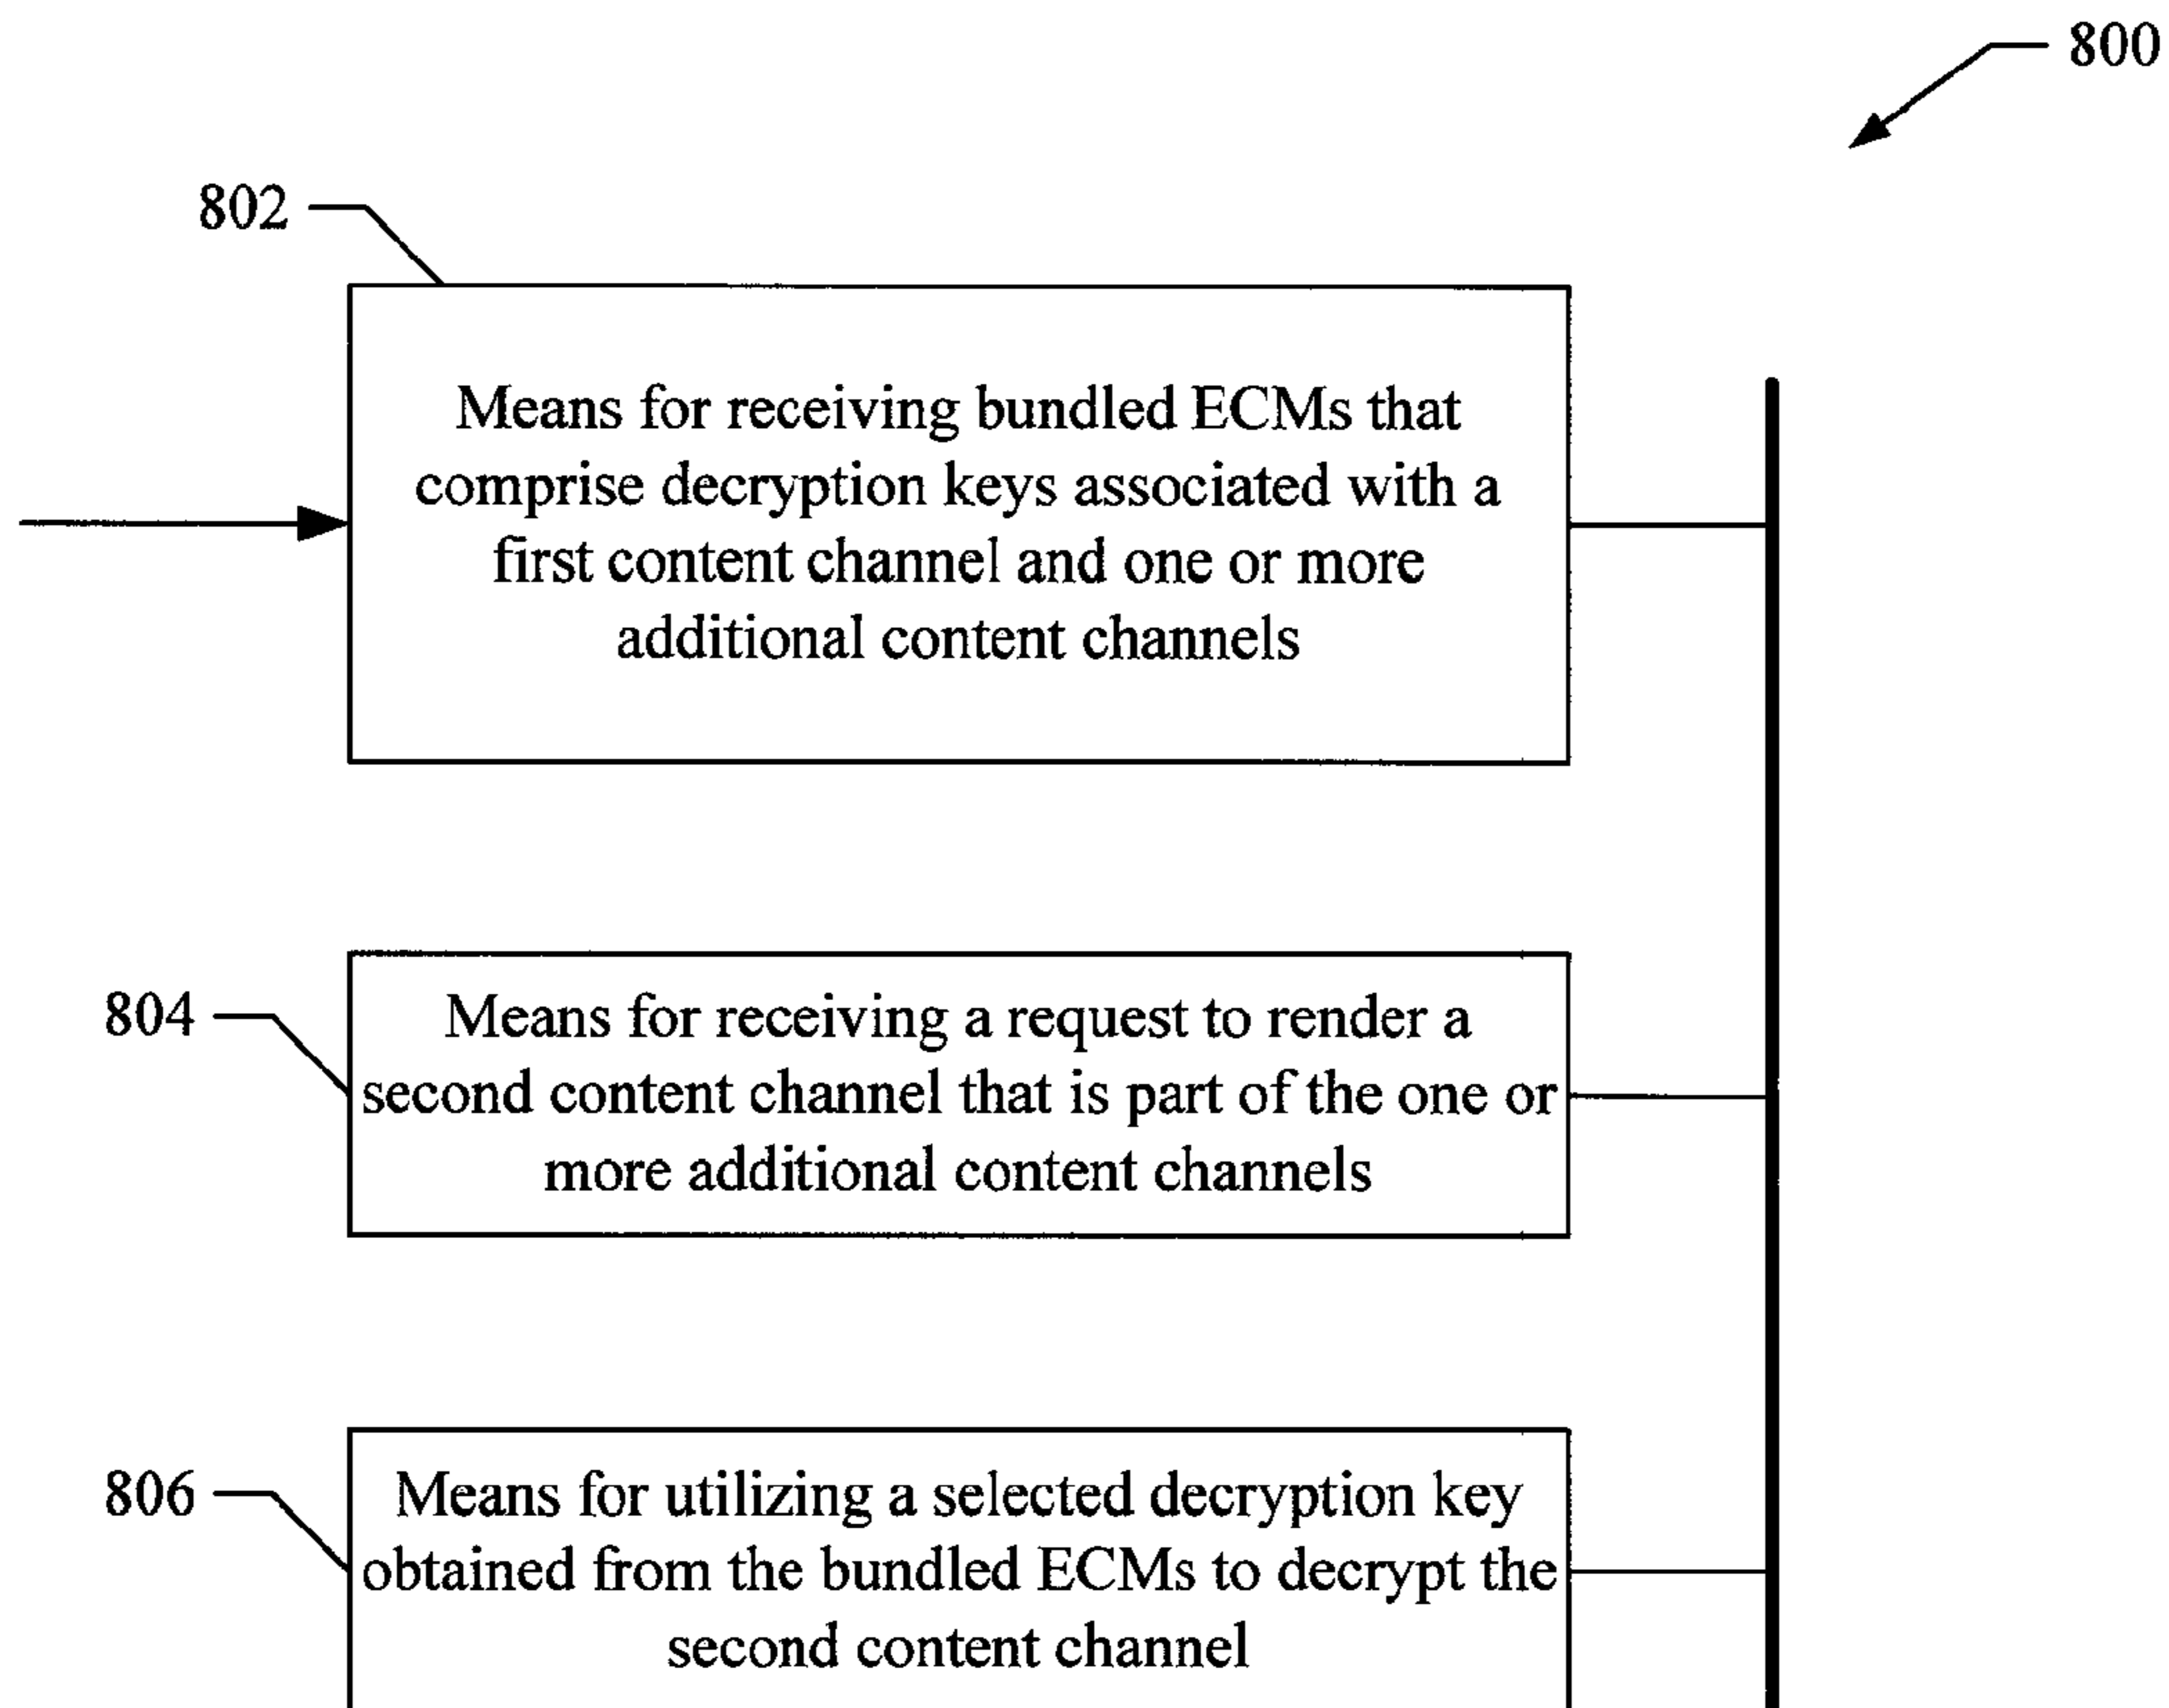 800
802
Means for receiving bundled ECMs that
comprise decryption keys associated with a
first content channel and one or more
additional content channels
804
Means for receiving a request to render a
second content channel that is part of the one or
more additional content channels
806
Means for utilizing a selected decryption key
obtained from the bundled ECMs to decrypt the
second content channel